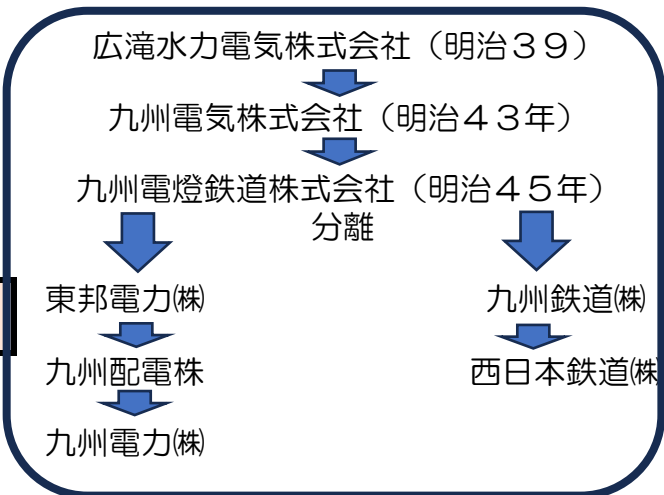 広滝水力電気株式会社（明治３９）
九州電気株式会社（明治４３年）
九州電燈鉄道株式会社（明治４５年）
分離
東邦電力㈱
九州鉄道㈱
九州配電株
西日本鉄道㈱
九州電力㈱